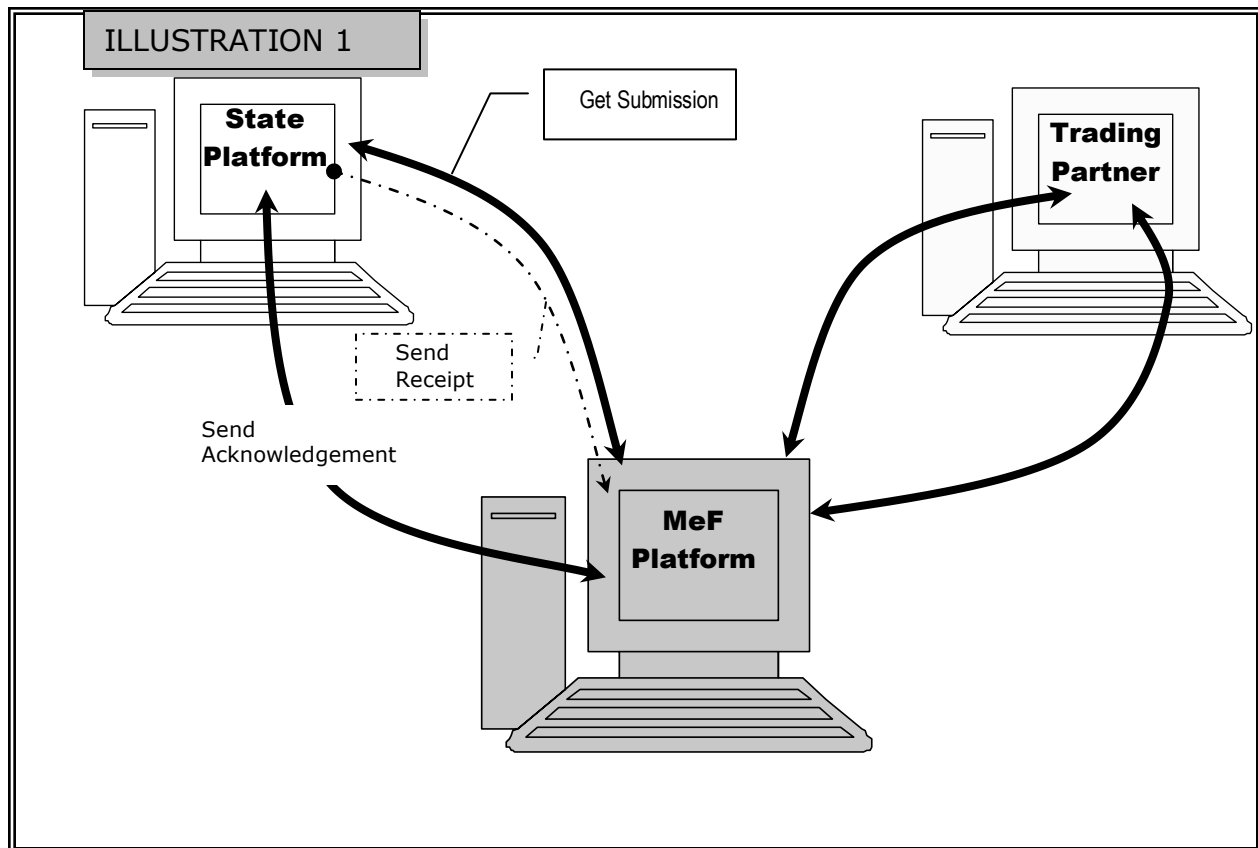 ILLUSTRATION 1
Get Submission
State
Platform
Trading
Partner
Send
Receipt
Send
Acknowledgement
MeF
Platform